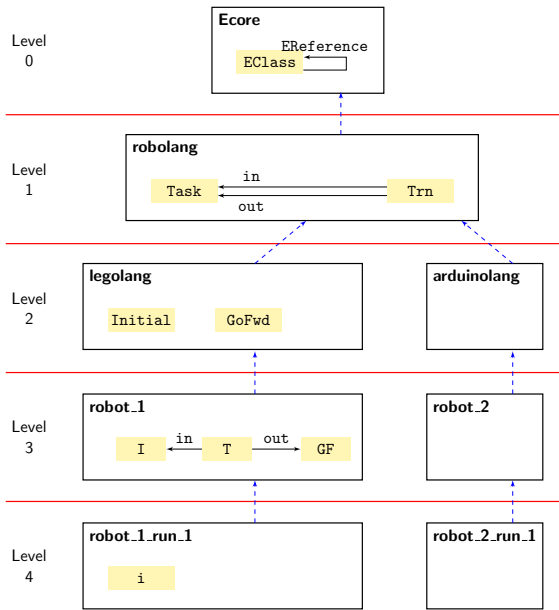 Ecore
Level
0
EReference
EClass
robolang
Level
1
in
Task
Trn
out
legolang
arduinolang
Level
2
Initial
GoFwd
robot_1
robot_2
Level
3
in
out
I
T
GF
robot_1_run_1
robot_2_run_1
Level
4
i